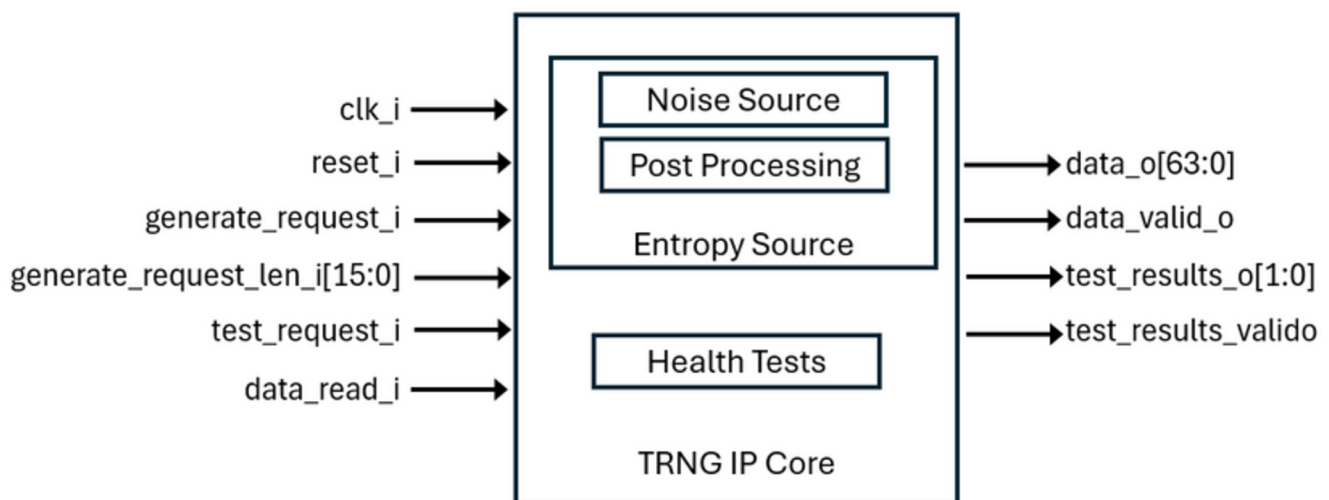 clk_i
reset_i
generate_request_i
generate_request_len_i[15:0]
test_request_i
data_read_i
Noise Source
Post Processing
Entropy Source
Health Tests
TRNG IP Core
data_o[63:0]
data_valid_o
test_results_o[1:0]
test_results_valido